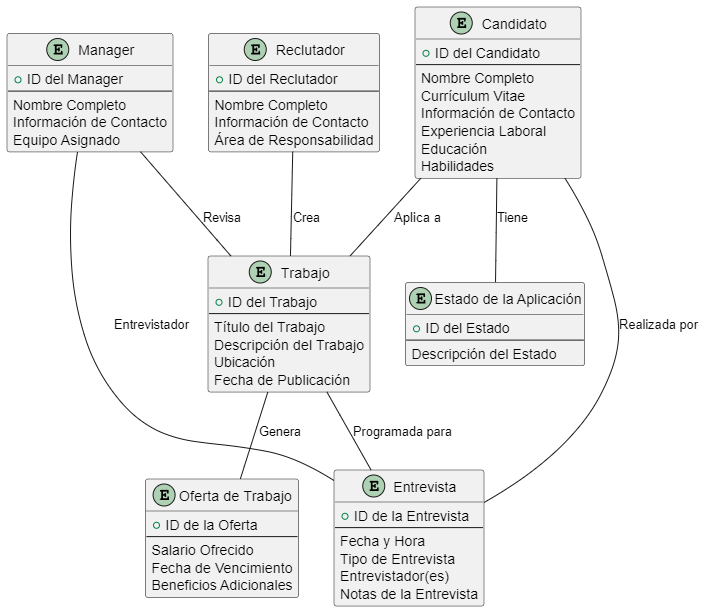 E Manager
ID del Manager
Nombre Completo
Información de Contacto
Equipo Asignado
E Reclutador
ID del Reclutador
Nombre Completo
Información de Contacto
Área de Responsabilidad
E Candidato
ID del Candidato
Nombre Completo
Currículum Vitae
Información de Contacto
Experiencia Laboral
Educación
Habilidades
Revisa
Crea
Aplica a
Tiene
E Trabajo
ID del Trabajo
Título del Trabajo
Descripción del Trabajo
Ubicación
Fecha de Publicación
E Estado de la Aplicación
ID del Estado
Descripción del Estado
Entrevistador
Realizada por
Genera
Programada para
E Oferta de Trabajo
ID de la Oferta
Salario Ofrecido
Fecha de Vencimiento
Beneficios Adicionales
E Entrevista
ID de la Entrevista
Fecha y Hora
Tipo de Entrevista
Entrevistador(es)
Notas de la Entrevista